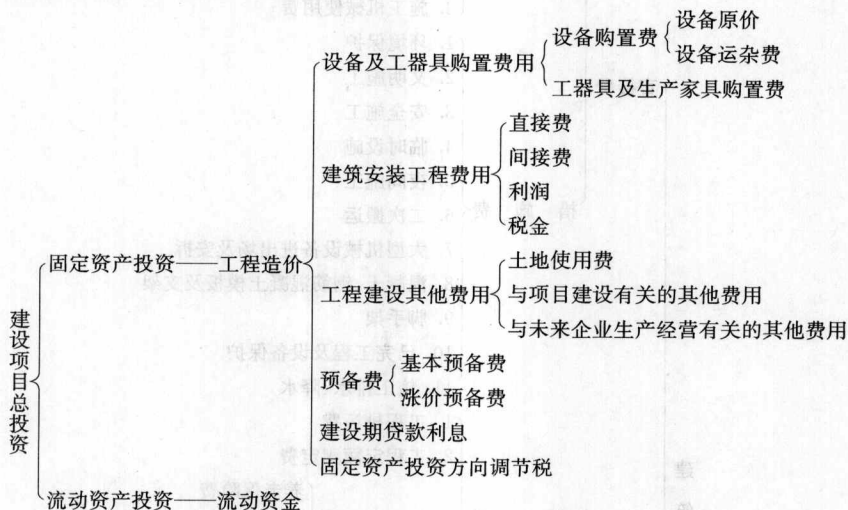 设备原价
设备购置费
设备运杂费
设备及工器具购置费用
工器具及生产家具购置费
直接费
间接费
建筑安装工程费用
利润
税金
固定资产投资——工程造价
土地使用费
工程建设其他费用
与项目建设有关的其他费用
与未来企业生产经营有关的其他费用
建设项目总投资
基本预备费
预备费
涨价预备费
建设期贷款利息
固定资产投资方向调节税
流动资产投资——流动资金